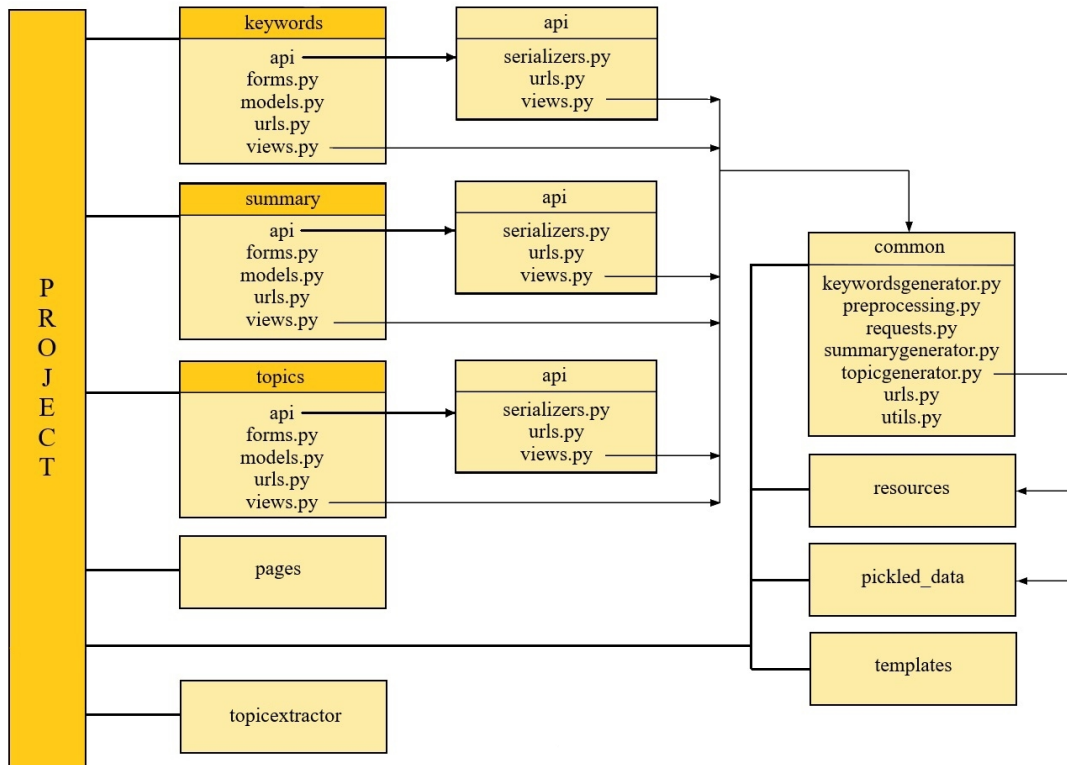 PROJECT
keywords
api
forms.py
models.py
urls.py
views.py
api
serializers.py
urls.py
views.py
summary
api
forms.py
models.py
urls.py
views.py
api
serializers.py
urls.py
views.py
topics
api
forms.py
models.py
urls.py
views.py
api
serializers.py
urls.py
views.py
pages
topicextractor
common
keywordsgenerator.py
preprocessing.py
requests.py
summarygenerator.py
topicgenerator.py
urls.py
utils.py
resources
pickled_data
templates